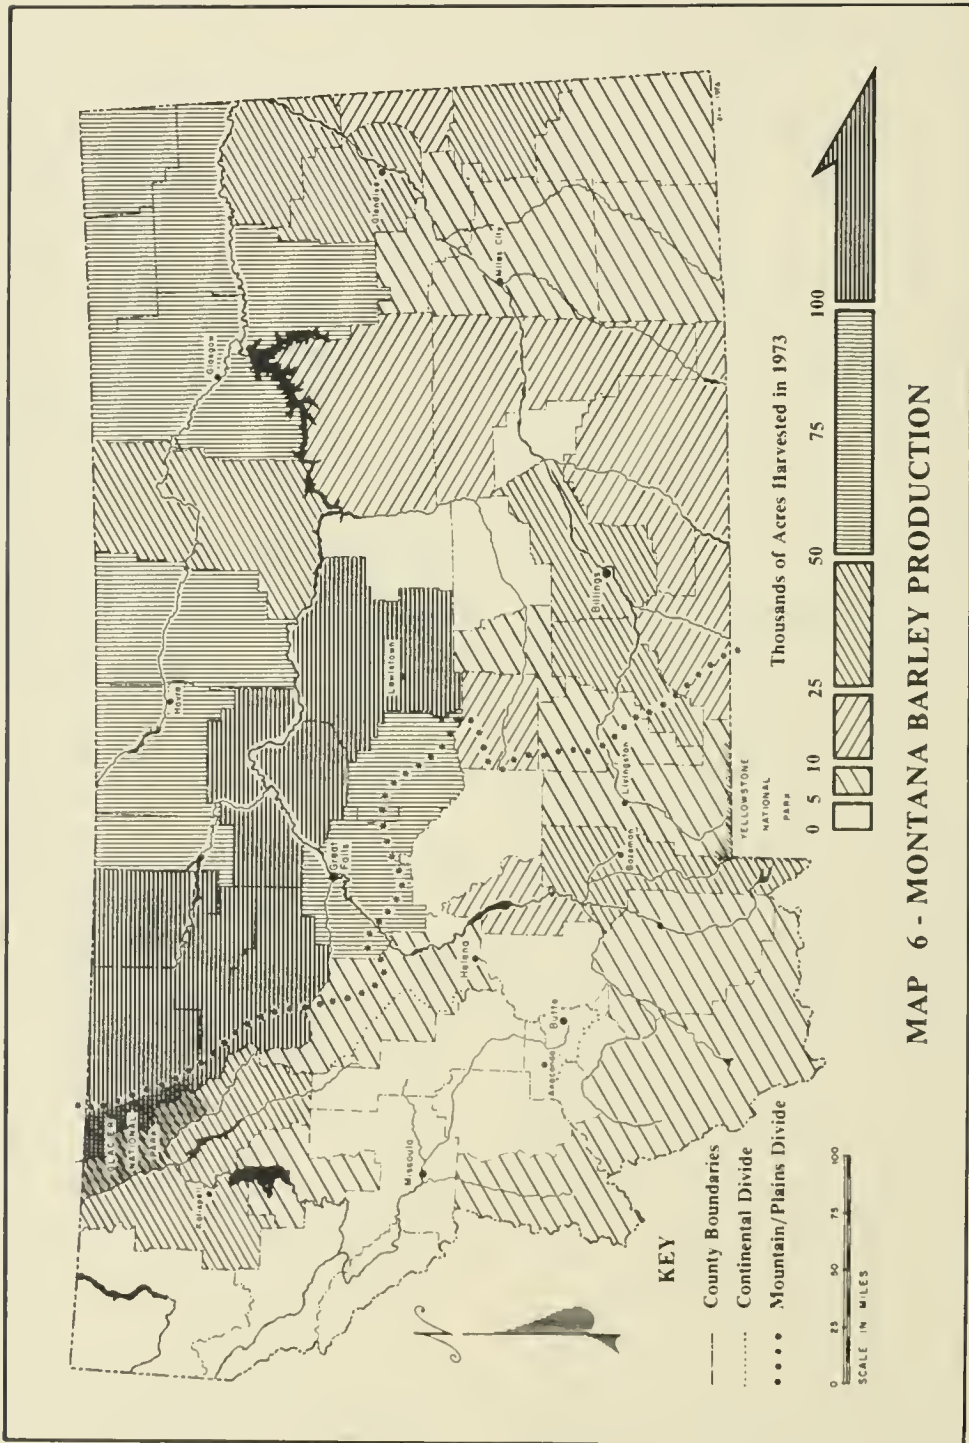 GLACIER
NATIONAL
PARK
Kalispell
Havre
Glasgow
Glendive
Great
Falls
Lewistown
Missoula
Helena
Miles City
Anaconda
Butte
Bozeman
Livingston
Billings
YELLOWSTONE
NATIONAL
PARK
N
KEY
County Boundaries
Continental Divide
Mountain/Plains Divide
0 25 50 75 100
SCALE IN MILES
Thousands of Acres Harvested in 1973
0 5 10 25 50 75 100
MAP 6 - MONTANA BARLEY PRODUCTION